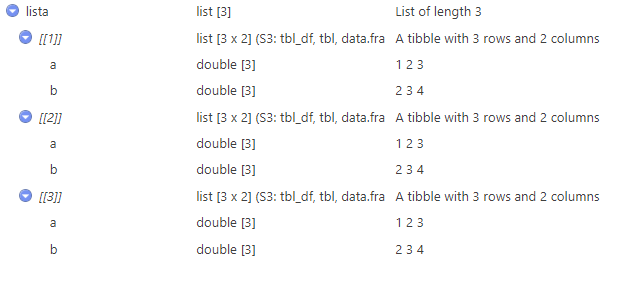 lista list [3] List of length 3
[[1]] list [3 x 2] (S3: tbl_df, tbl, data.fra A tibble with 3 rows and 2 columns
a double [3] 1 2 3
b double [3] 2 3 4
[[2]] list [3 x 2] (S3: tbl_df, tbl, data.fra A tibble with 3 rows and 2 columns
a double [3] 1 2 3
b double [3] 2 3 4
[[3]] list [3 x 2] (S3: tbl_df, tbl, data.fra A tibble with 3 rows and 2 columns
a double [3] 1 2 3
b double [3] 2 3 4